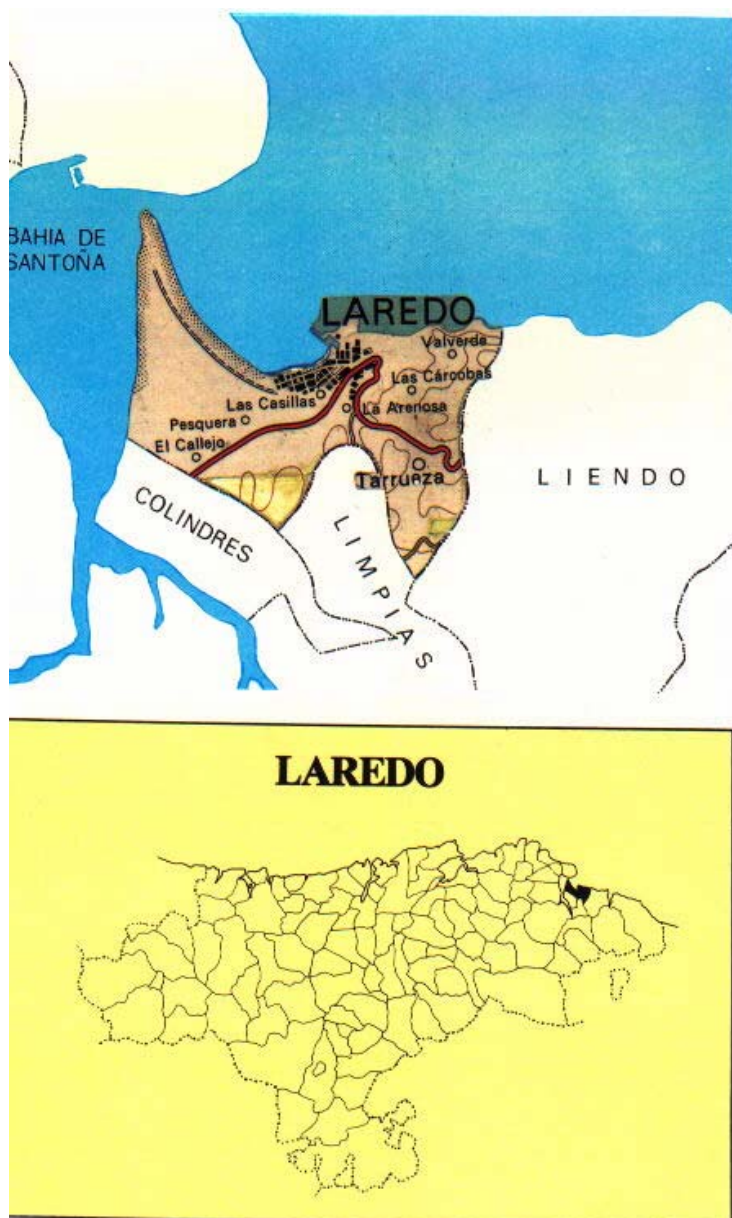 BAHIA DE
SANTOÑA
LAREDO
Valverde
Las Cárcobas
Las Casillas
La Arenosa
Pesquera
El Callejo
Tarrueza
LIENDO
COLINDRES
LIMPIAS
LAREDO